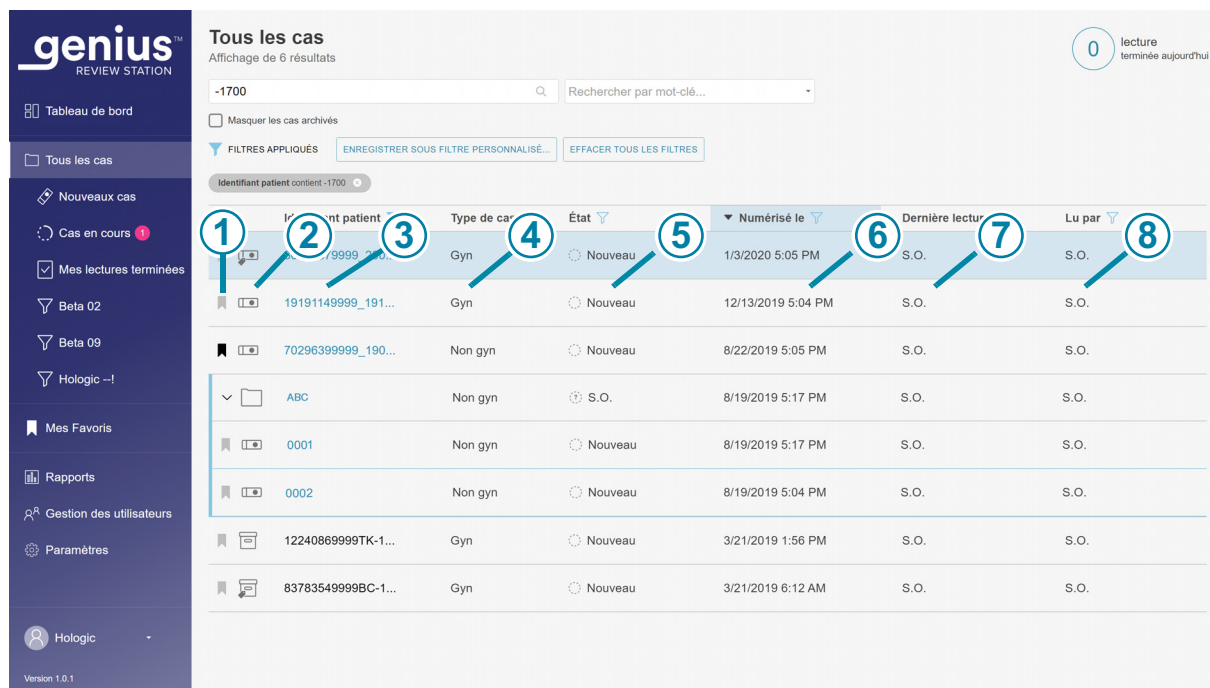 genius™
REVIEW STATION
Tableau de bord
Tous les cas
Nouveaux cas
Cas en cours 1
Mes lectures terminées
Beta 02
Beta 09
Hologic --!
Mes Favoris
Rapports
Gestion des utilisateurs
Paramètres
Hologic
Version 1.0.1
Tous les cas
Affichage de 6 résultats
0 lecture
terminée aujourd'hui
-1700 Rechercher par mot-clé...
Masquer les cas archivés
FILTRES APPLIQUÉS ENREGISTRER SOUS FILTRE PERSONNALISÉ... EFFACER TOUS LES FILTRES
Identifiant patient contient -1700
patient Type de cas État Numérisé le Dernière lecture Lu par
1 2 3 4 5 6 7 8
Gyn Nouveau 1/3/2020 5:05 PM S.O. S.O.
19191149999_191... Gyn Nouveau 12/13/2019 5:04 PM S.O. S.O.
70296399999_190... Non gyn Nouveau 8/22/2019 5:05 PM S.O. S.O.
ABC Non gyn ? S.O. 8/19/2019 5:17 PM S.O. S.O.
0001 Non gyn Nouveau 8/19/2019 5:17 PM S.O. S.O.
0002 Non gyn Nouveau 8/19/2019 5:04 PM S.O. S.O.
12240869999TK-1... Gyn Nouveau 3/21/2019 1:56 PM S.O. S.O.
83783549999BC-1... Gyn Nouveau 3/21/2019 6:12 AM S.O. S.O.